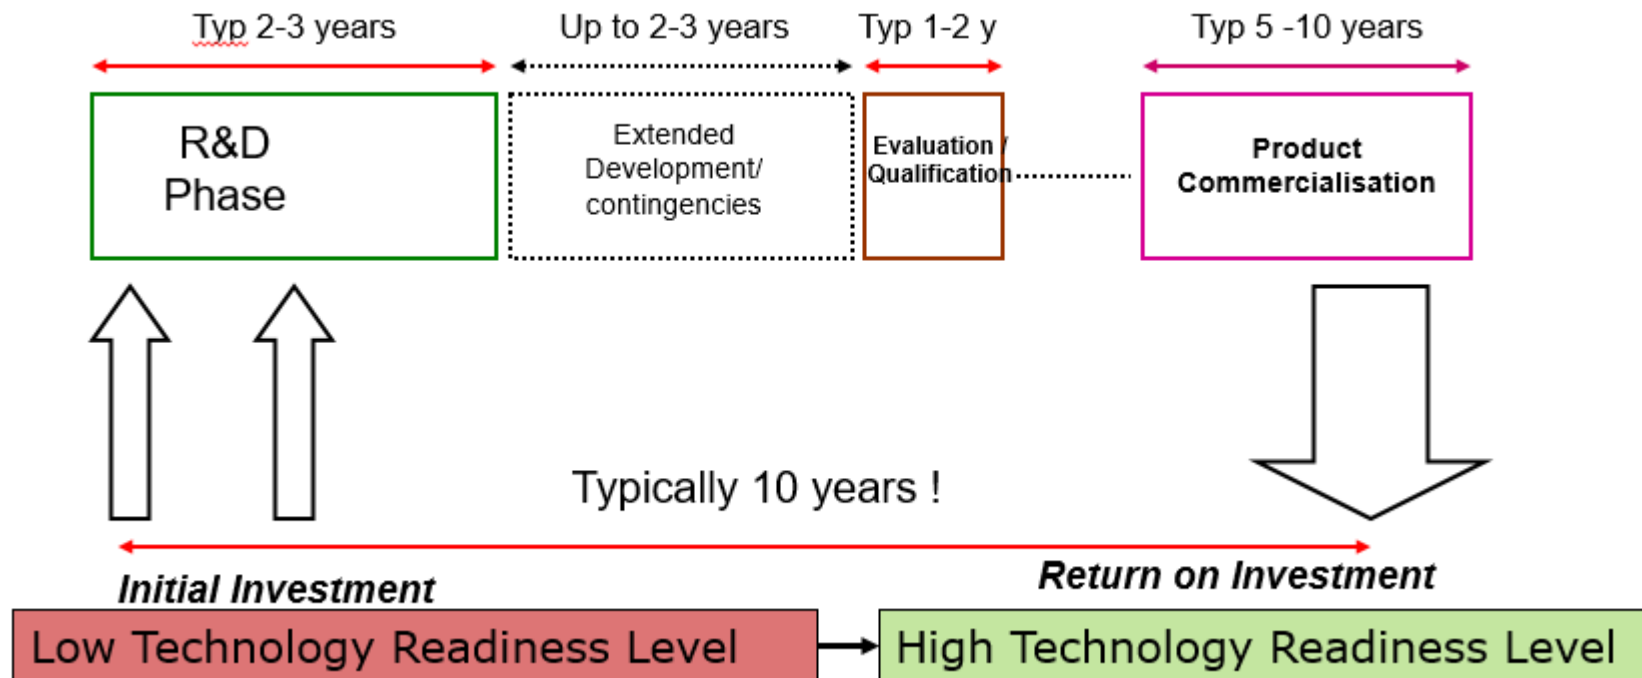 Typ 2-3 years
Up to 2-3 years
Typ 1-2 y
Typ 5 -10 years
R&D
Phase
Extended
Development/
contingencies
Evaluation /
Qualification
Product
Commercialisation
Typically 10 years !
Initial Investment
Return on Investment
Low Technology Readiness Level
High Technology Readiness Level